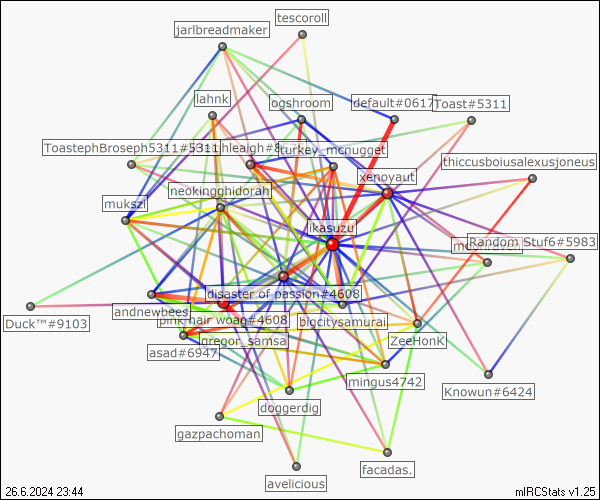 tescoroll
jarlbreadmaker
lahnk
ogshroom
default#0617
Toast#5311
ToastephBroseph5311#5311
hleaigh#8
turkey_mcnugget
thiccusboiusalexusjoneus
xenoyaut
neckingghidorah
mukszi
ikasuzu
Random Stuf6#5983
disaster of passion#4608
andnewbees
pink hair woag#4608
bigcitysamurai
Duck™#9103
gregor_samsa
ZeeHonK
asad#6947
mingus4742
Knowun#6424
doggerdig
gazpachoman
facadas.
avelicious
26.6.2024 23:44
mIRCStats v1.25